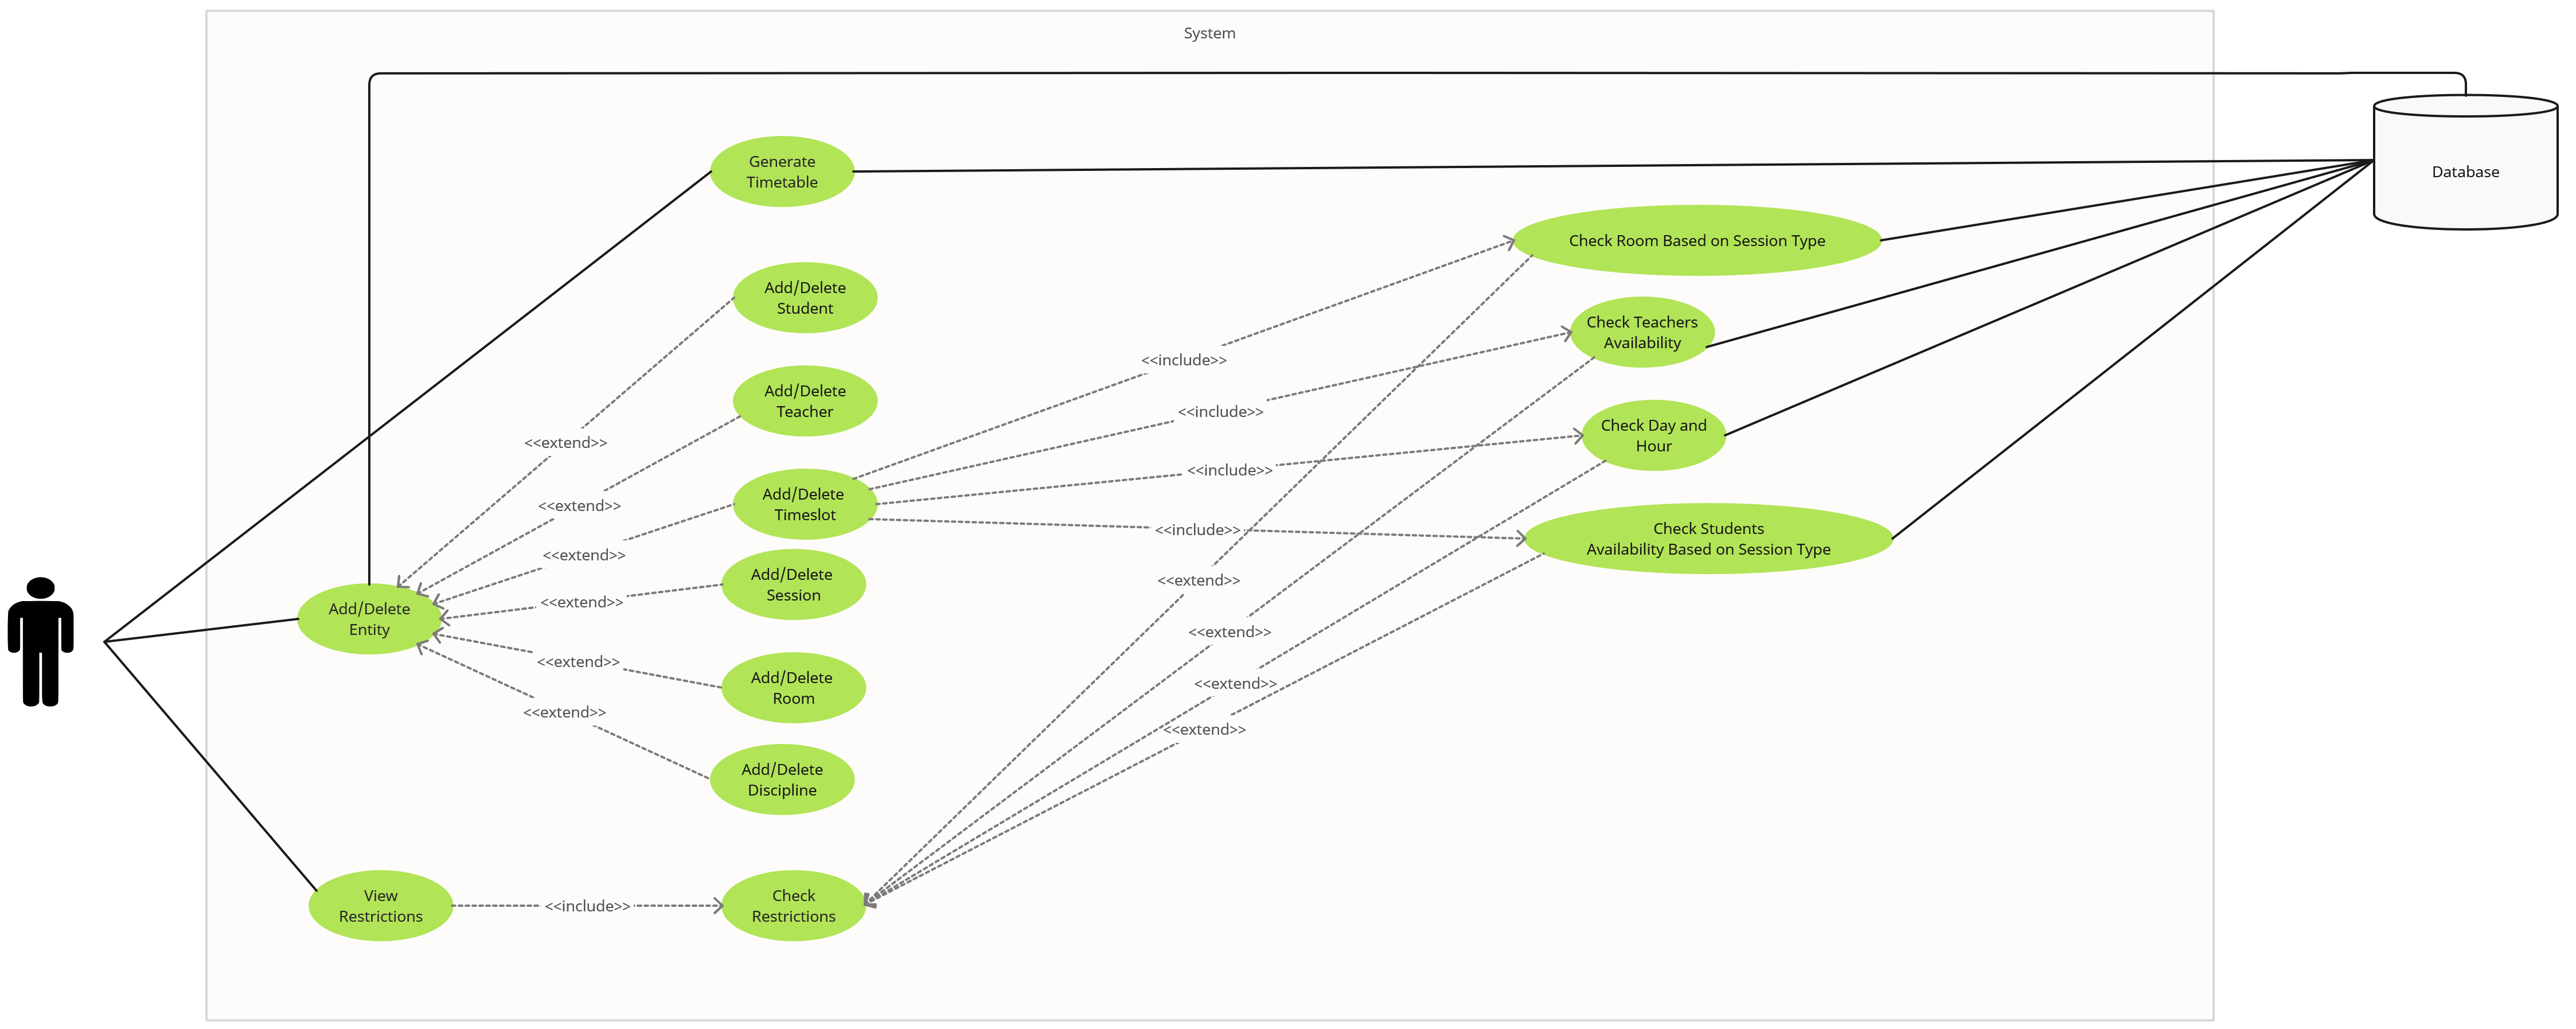 System
Generate
Timetable
Database
Check Room Based on Session Type
Add/Delete
Student
Check Teachers
Availability
<<include>>
Add/Delete
Teacher
<<include>>
Check Day and
Hour
<<extend>>
<<include>>
Add/Delete
Timeslot
<<extend>>
<<include>>
Check Students
Availability Based on Session Type
<<extend>>
Add/Delete
Session
<<extend>>
<<extend>>
Add/Delete
Entity
<<extend>>
<<extend>>
Add/Delete
Room
<<extend>>
<<extend>>
<<extend>>
Add/Delete
Discipline
View
Restrictions
<<include>>
Check
Restrictions